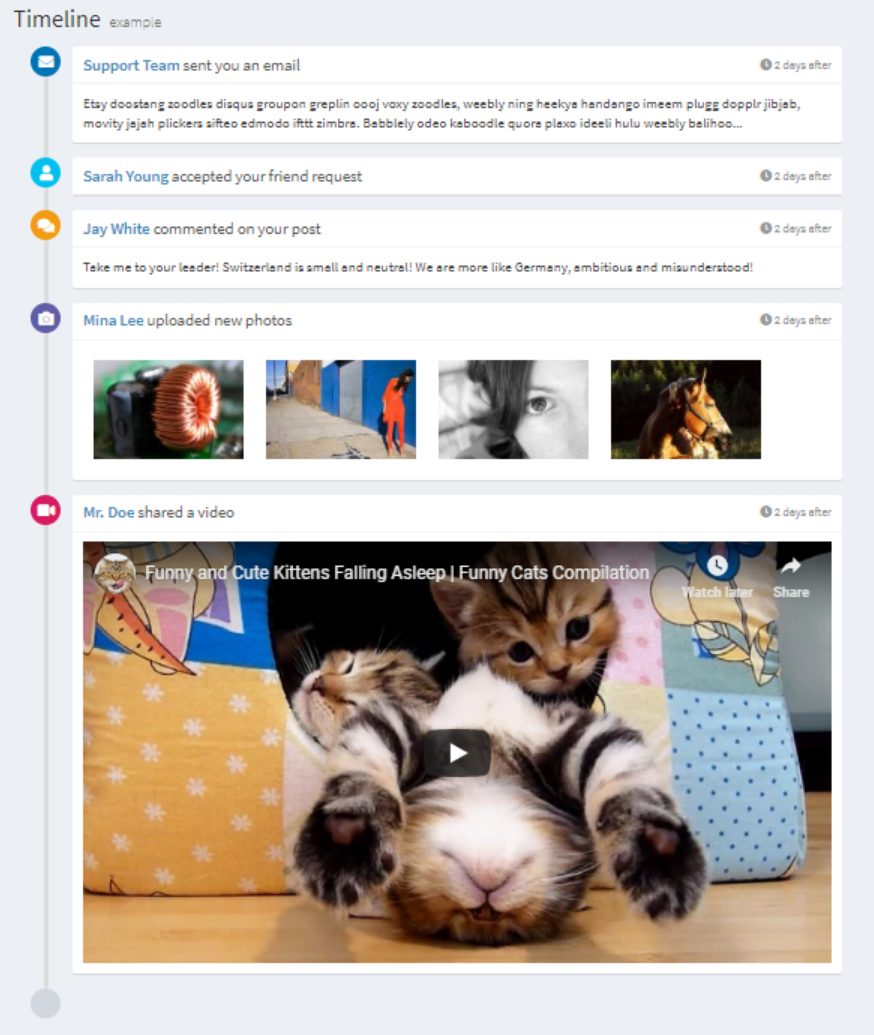 Timeline example
Support Team sent you an email
2 days after
Etsy doostang zoodles disqus groupon greplin oooj voxy zoodles, weebly ning heekya handango imeem plugg dopplr jibjab,
movity jajah plickers sifteo edmodo ifttt zimbra. Babblely odeo kaboodle quora plaxo ideeli hulu weebly balihoo...
Sarah Young accepted your friend request
2 days after
Jay White commented on your post
2 days after
Take me to your leader! Switzerland is small and neutral! We are more like Germany, ambitious and misunderstood!
Mina Lee uploaded new photos
2 days after
Mr. Doe shared a video
2 days after
Funny and Cute Kittens Falling Asleep | Funny Cats Compilation
Watch later
Share